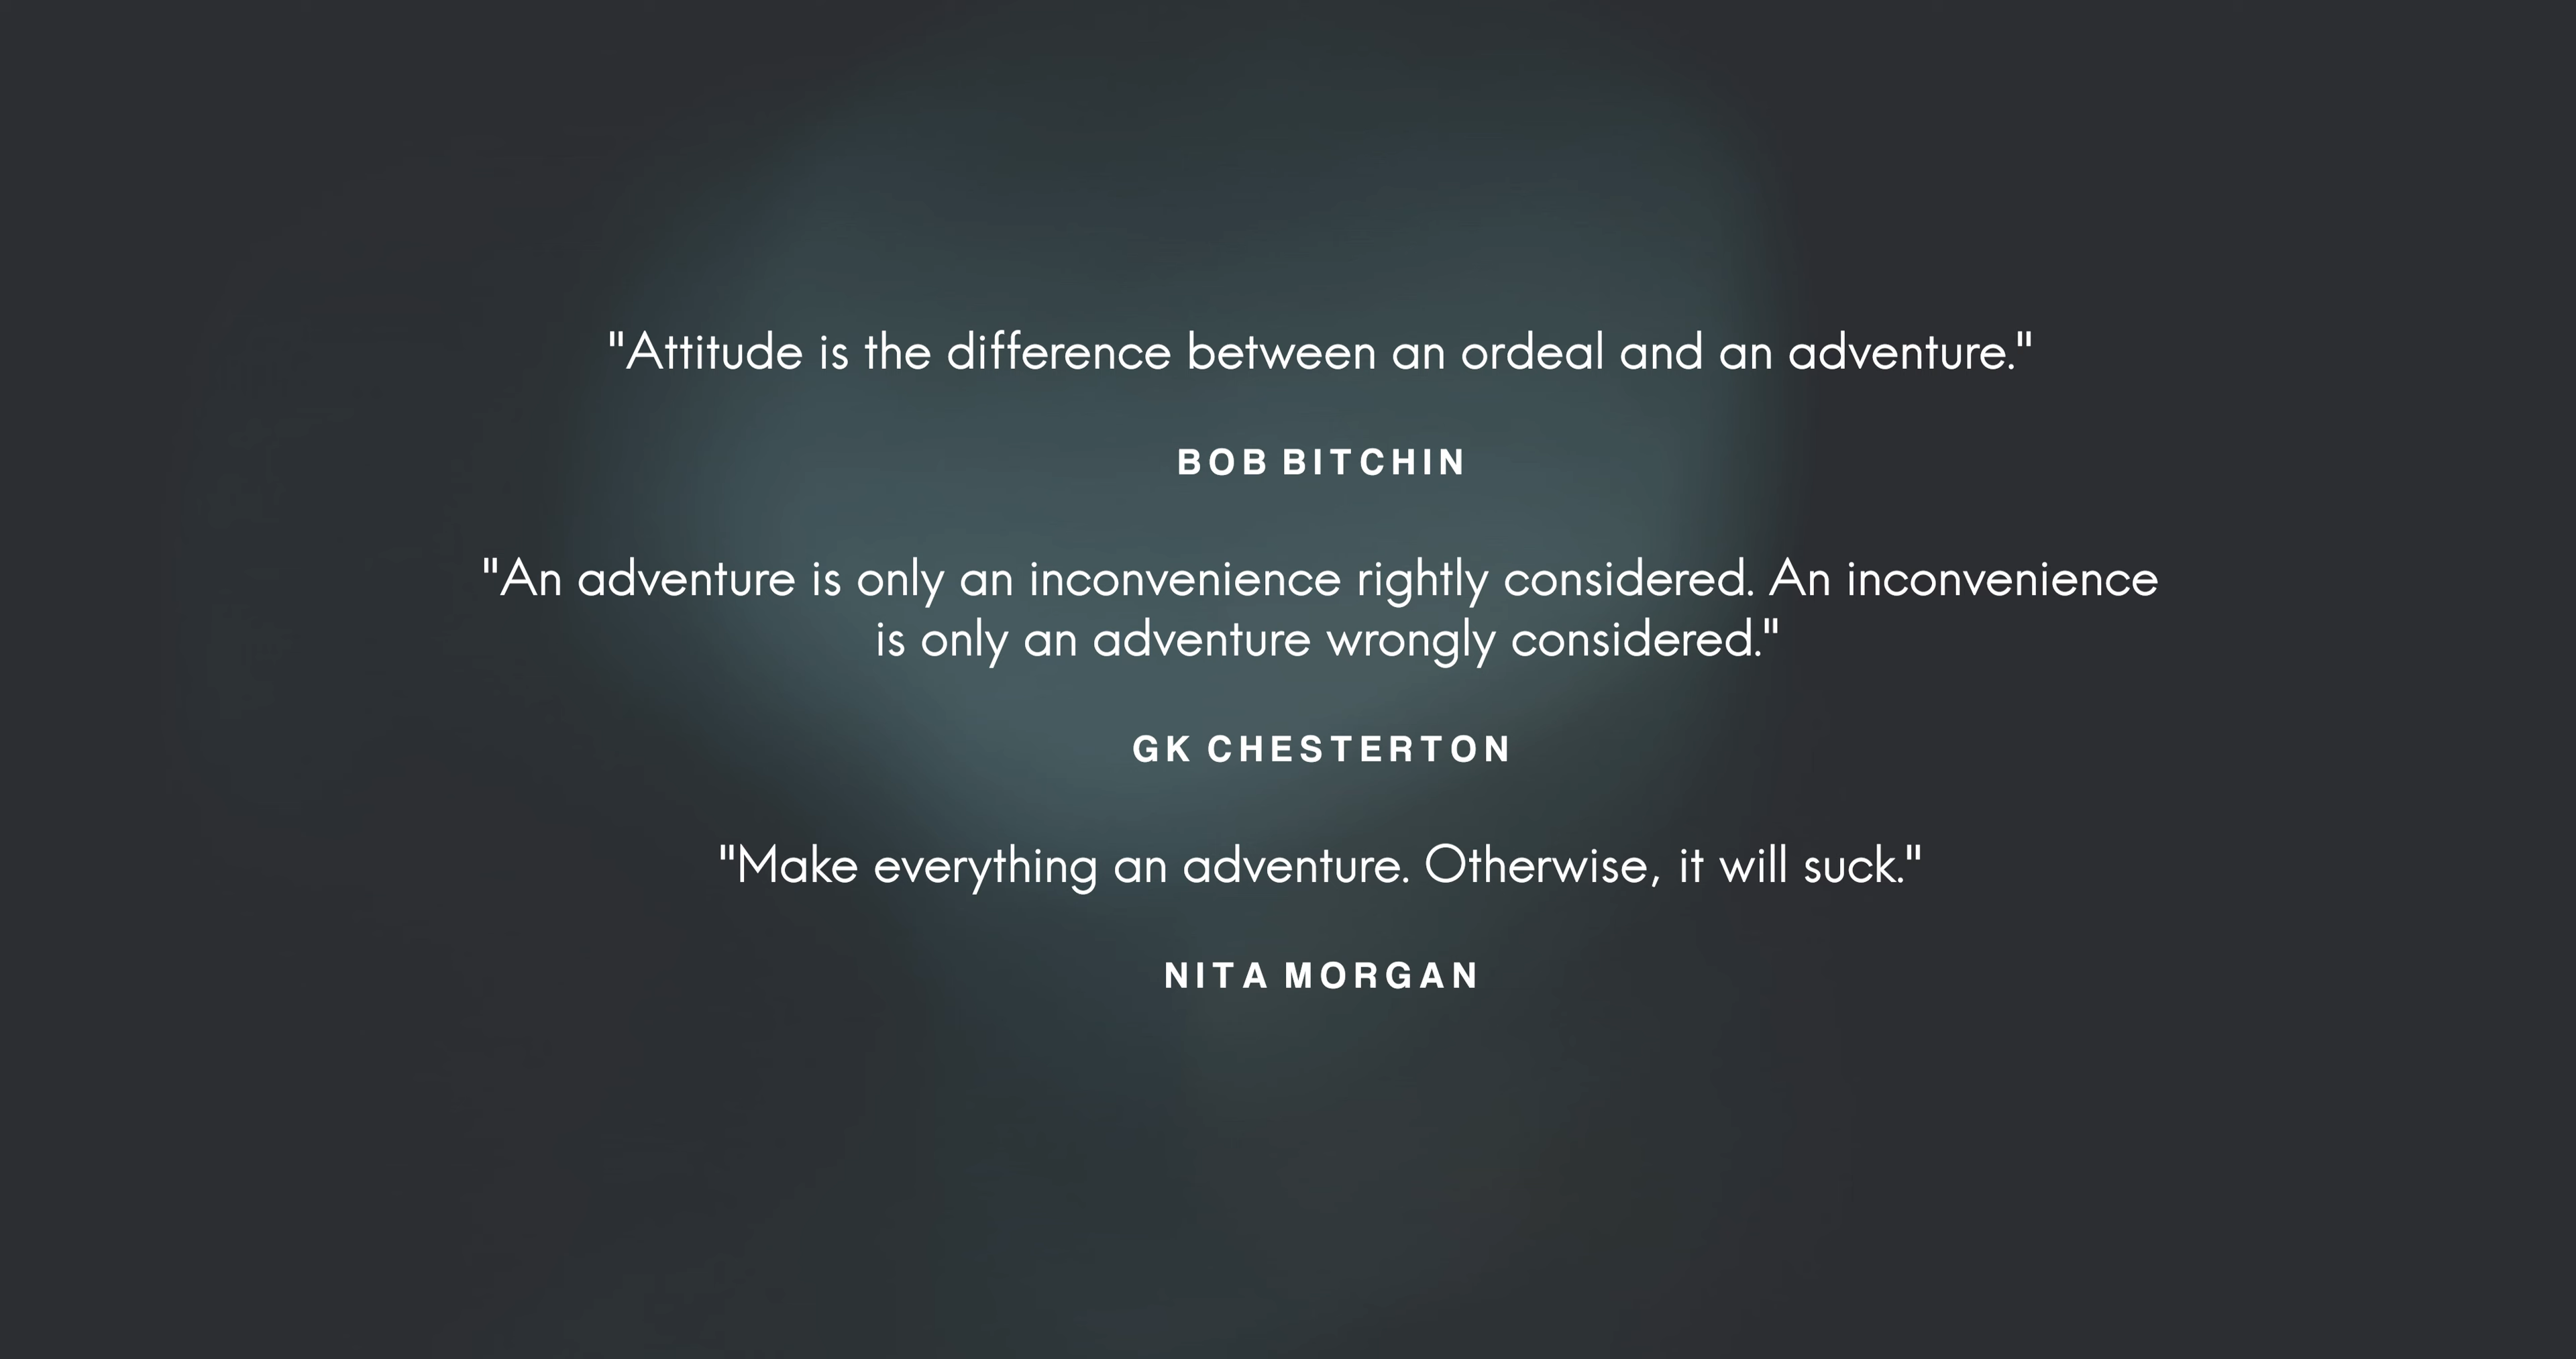 "Attitude is the difference between an ordeal and an adventure."
BOB BITCHIN
"An adventure is only an inconvenience rightly considered. An inconvenience
is only an adventure wrongly considered."
GK CHESTERTON
"Make everything an adventure. Otherwise, it will suck."
NITA MORGAN